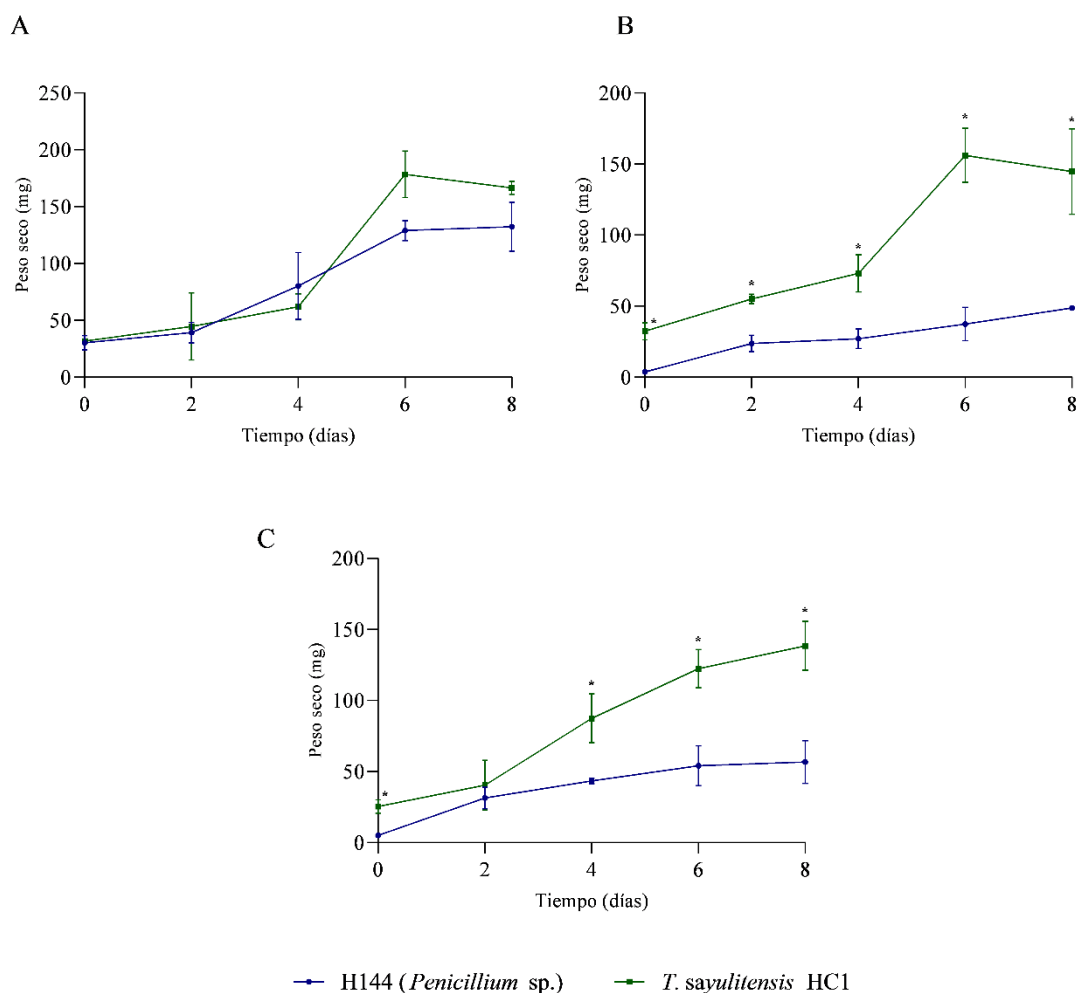 A
B
250
200
150
100
50
0
Peso seco (mg)
0 2 4 6 8
Tiempo (días)
200
150
100
50
0
Peso seco (mg)
* * * * *
0 2 4 6 8
Tiempo (días)
C
200
150
100
50
0
Peso seco (mg)
* * * *
0 2 4 6 8
Tiempo (días)
H144 (Penicillium sp.) T. sayulitensis HC1